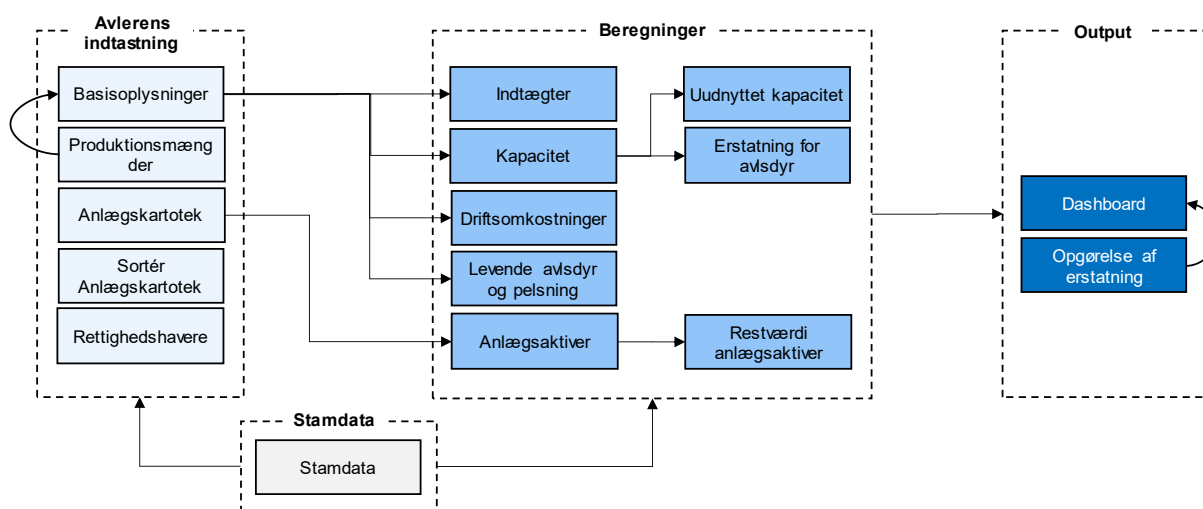 Avlerens
indtastning
Basisoplysninger
Produktionsmæng
der
Anlægskartotek
Sortér
Anlægskartotek
Rettighedshavere
Beregninger
Indtægter
Kapacitet
Driftsomkostninger
Levende avlsdyr
og pelsning
Anlægsaktiver
Uudnyttet kapacitet
Erstatning for
avlsdyr
Restværdi
anlægsaktiver
Output
Dashboard
Opgørelse af
erstatning
Stamdata
Stamdata